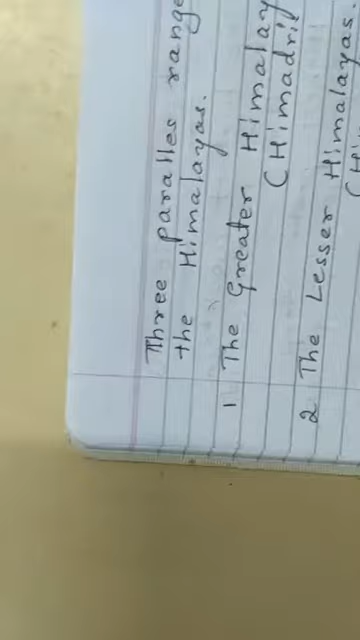 Three paralles range
the Himalayas.
1 The Greater Himalay
(Himadri
2 The Lesser Himalayas.